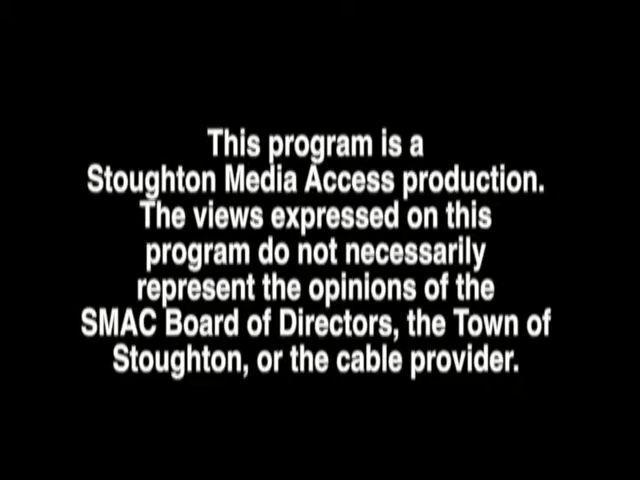 This program is a
Stoughton Media Access production.
The views expressed on this
program do not necessarily
represent the opinions of the
SMAC Board of Directors, the Town of
Stoughton, or the cable provider.